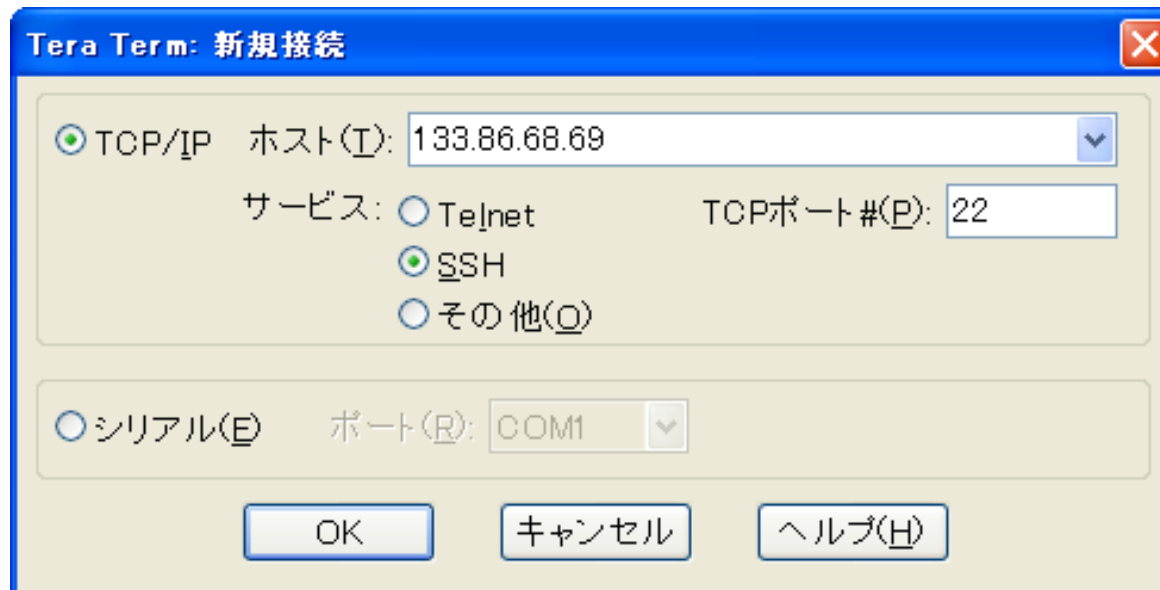 Tera Term: 新規接続
TCP/IP ホスト(T): 133.86.68.69
サービス: Telnet TCPポート#(P): 22
SSH
その他(O)
シリアル(E) ポート(R): COM1
OK キャンセル ヘルプ(H)